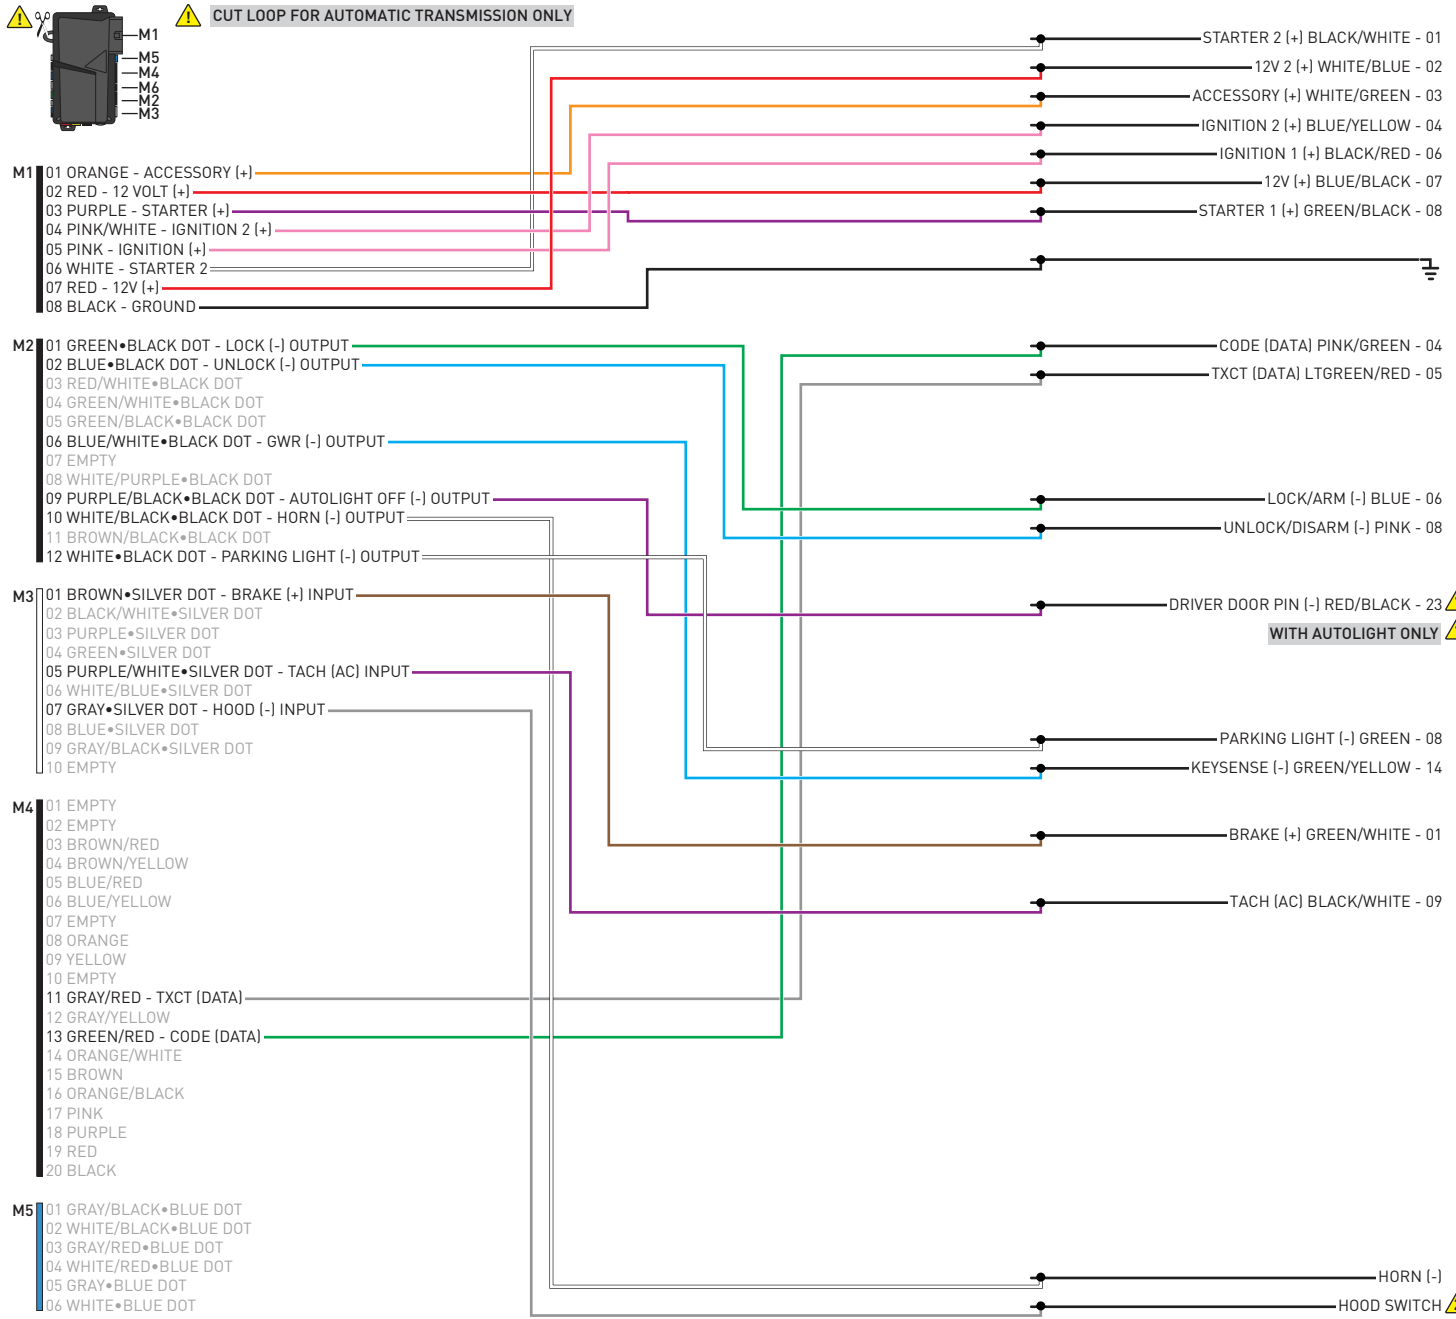 CUT LOOP FOR AUTOMATIC TRANSMISSION ONLY
M1
M5
M4
M6
M2
M3
M1
01 ORANGE - ACCESSORY (+)
02 RED - 12 VOLT (+)
03 PURPLE - STARTER (+)
04 PINK/WHITE - IGNITION 2 (+)
05 PINK - IGNITION (+)
06 WHITE - STARTER 2
07 RED - 12V (+)
08 BLACK - GROUND
STARTER 2 (+) BLACK/WHITE - 01
12V 2 (+) WHITE/BLUE - 02
ACCESSORY (+) WHITE/GREEN - 03
IGNITION 2 (+) BLUE/YELLOW - 04
IGNITION 1 (+) BLACK/RED - 06
12V (+) BLUE/BLACK - 07
STARTER 1 (+) GREEN/BLACK - 08
M2
01 GREEN•BLACK DOT - LOCK (-) OUTPUT
02 BLUE•BLACK DOT - UNLOCK (-) OUTPUT
03 RED/WHITE•BLACK DOT
04 GREEN/WHITE•BLACK DOT
05 GREEN/BLACK•BLACK DOT
06 BLUE/WHITE•BLACK DOT - GWR (-) OUTPUT
07 EMPTY
08 WHITE/PURPLE•BLACK DOT
09 PURPLE/BLACK•BLACK DOT - AUTOLIGHT OFF (-) OUTPUT
10 WHITE/BLACK•BLACK DOT - HORN (-) OUTPUT
11 BROWN/BLACK•BLACK DOT
12 WHITE•BLACK DOT - PARKING LIGHT (-) OUTPUT
CODE (DATA) PINK/GREEN - 04
TXCT (DATA) LTGREEN/RED - 05
LOCK/ARM (-) BLUE - 06
UNLOCK/DISARM (-) PINK - 08
M3
01 BROWN•SILVER DOT - BRAKE (+) INPUT
02 BLACK/WHITE•SILVER DOT
03 PURPLE•SILVER DOT
04 GREEN•SILVER DOT
05 PURPLE/WHITE•SILVER DOT - TACH (AC) INPUT
06 WHITE/BLUE•SILVER DOT
07 GRAY•SILVER DOT - HOOD (-) INPUT
08 BLUE•SILVER DOT
09 GRAY/BLACK•SILVER DOT
10 EMPTY
DRIVER DOOR PIN (-) RED/BLACK - 23
WITH AUTOLIGHT ONLY
PARKING LIGHT (-) GREEN - 08
KEYSENSE (-) GREEN/YELLOW - 14
M4
01 EMPTY
02 EMPTY
03 BROWN/RED
04 BROWN/YELLOW
05 BLUE/RED
06 BLUE/YELLOW
07 EMPTY
08 ORANGE
09 YELLOW
10 EMPTY
11 GRAY/RED - TXCT (DATA)
12 GRAY/YELLOW
13 GREEN/RED - CODE (DATA)
14 ORANGE/WHITE
15 BROWN
16 ORANGE/BLACK
17 PINK
18 PURPLE
19 RED
20 BLACK
BRAKE (+) GREEN/WHITE - 01
TACH (AC) BLACK/WHITE - 09
M5
01 GRAY/BLACK•BLUE DOT
02 WHITE/BLACK•BLUE DOT
03 GRAY/RED•BLUE DOT
04 WHITE/RED•BLUE DOT
05 GRAY•BLUE DOT
06 WHITE•BLUE DOT
HORN (-)
HOOD SWITCH